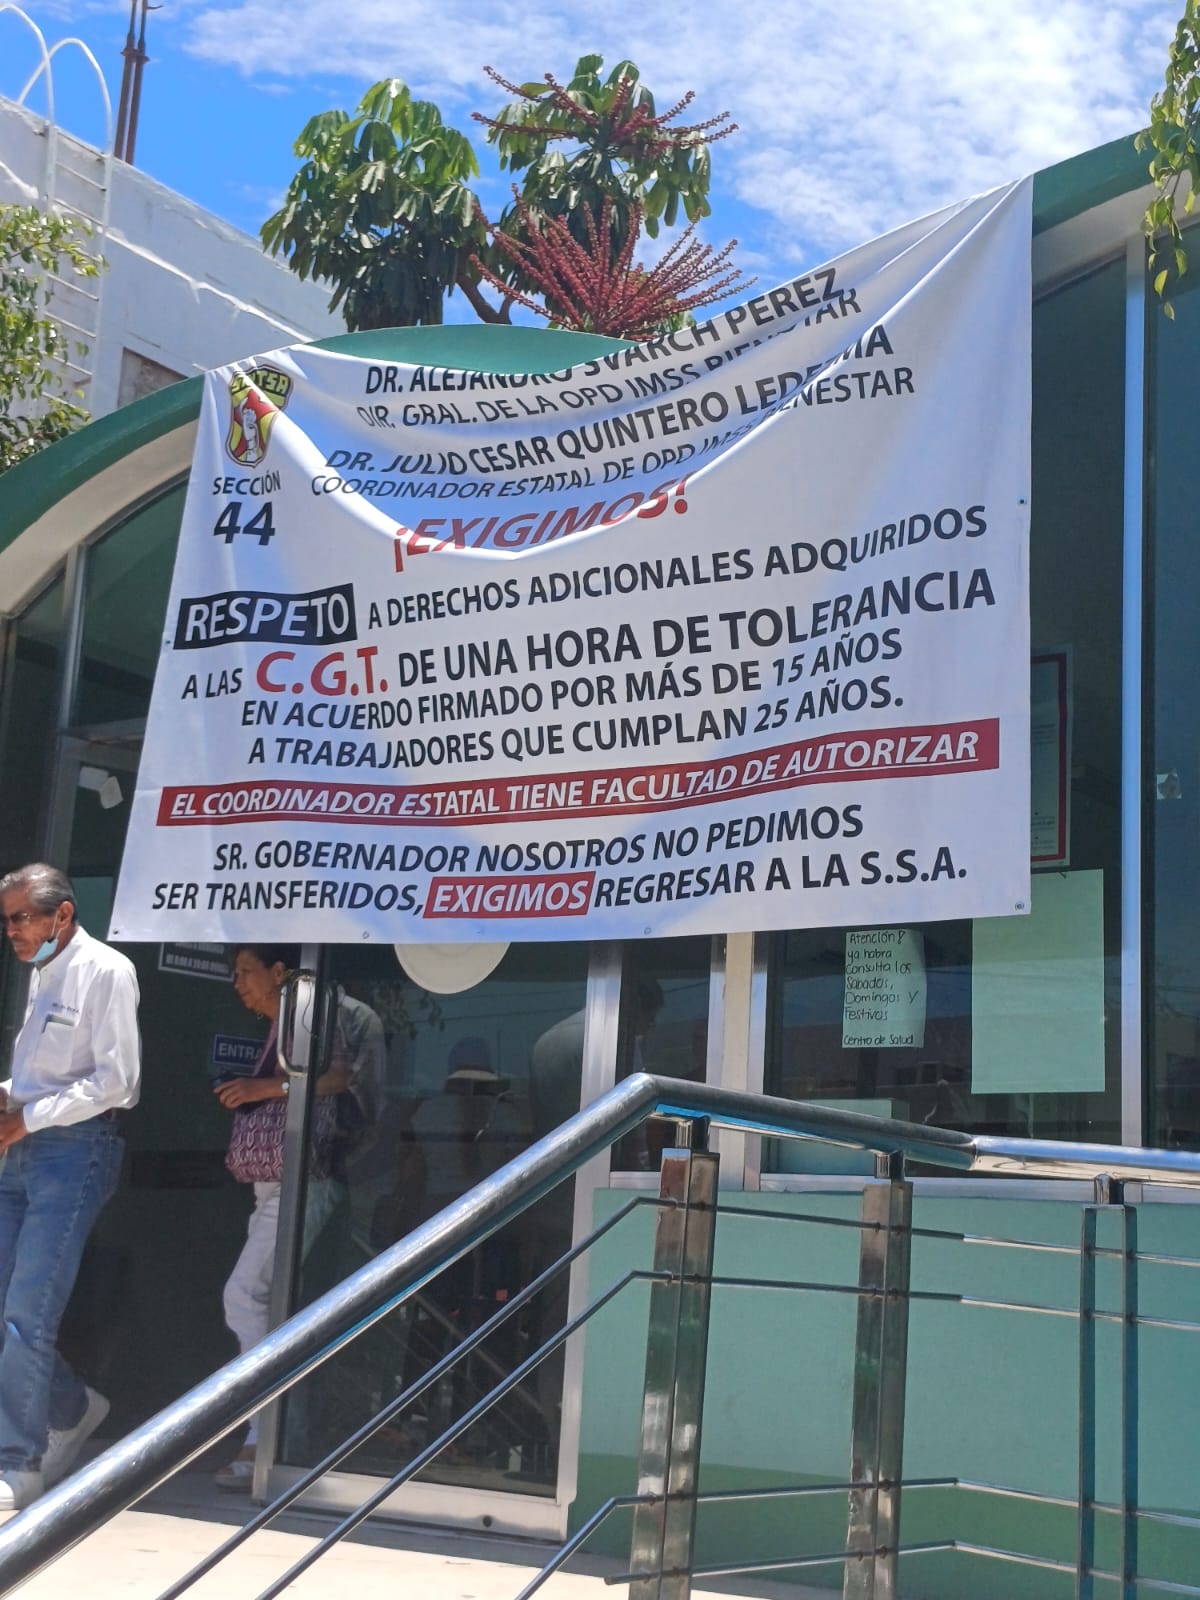 SNTSA
SECCIÓN
44
DR. ALEJANDRO SVARCH PEREZ,
DIR. GRAL. DE LA OPD IMSS BIENESTAR
DR. JULIO CESAR QUINTERO LEDEZMA
COORDINADOR ESTATAL DE OPD IMSS BIENESTAR
¡EXIGIMOS!
RESPETO A DERECHOS ADICIONALES ADQUIRIDOS
A LAS C.G.T. DE UNA HORA DE TOLERANCIA
EN ACUERDO FIRMADO POR MÁS DE 15 AÑOS
A TRABAJADORES QUE CUMPLAN 25 AÑOS.
EL COORDINADOR ESTATAL TIENE FACULTAD DE AUTORIZAR
SR. GOBERNADOR NOSOTROS NO PEDIMOS
SER TRANSFERIDOS, EXIGIMOS REGRESAR A LA S.S.A.
ENTRA
Atención!
ya habra
Consulta los
Sabados,
Domingos Y
Festivos
Centro de Salud